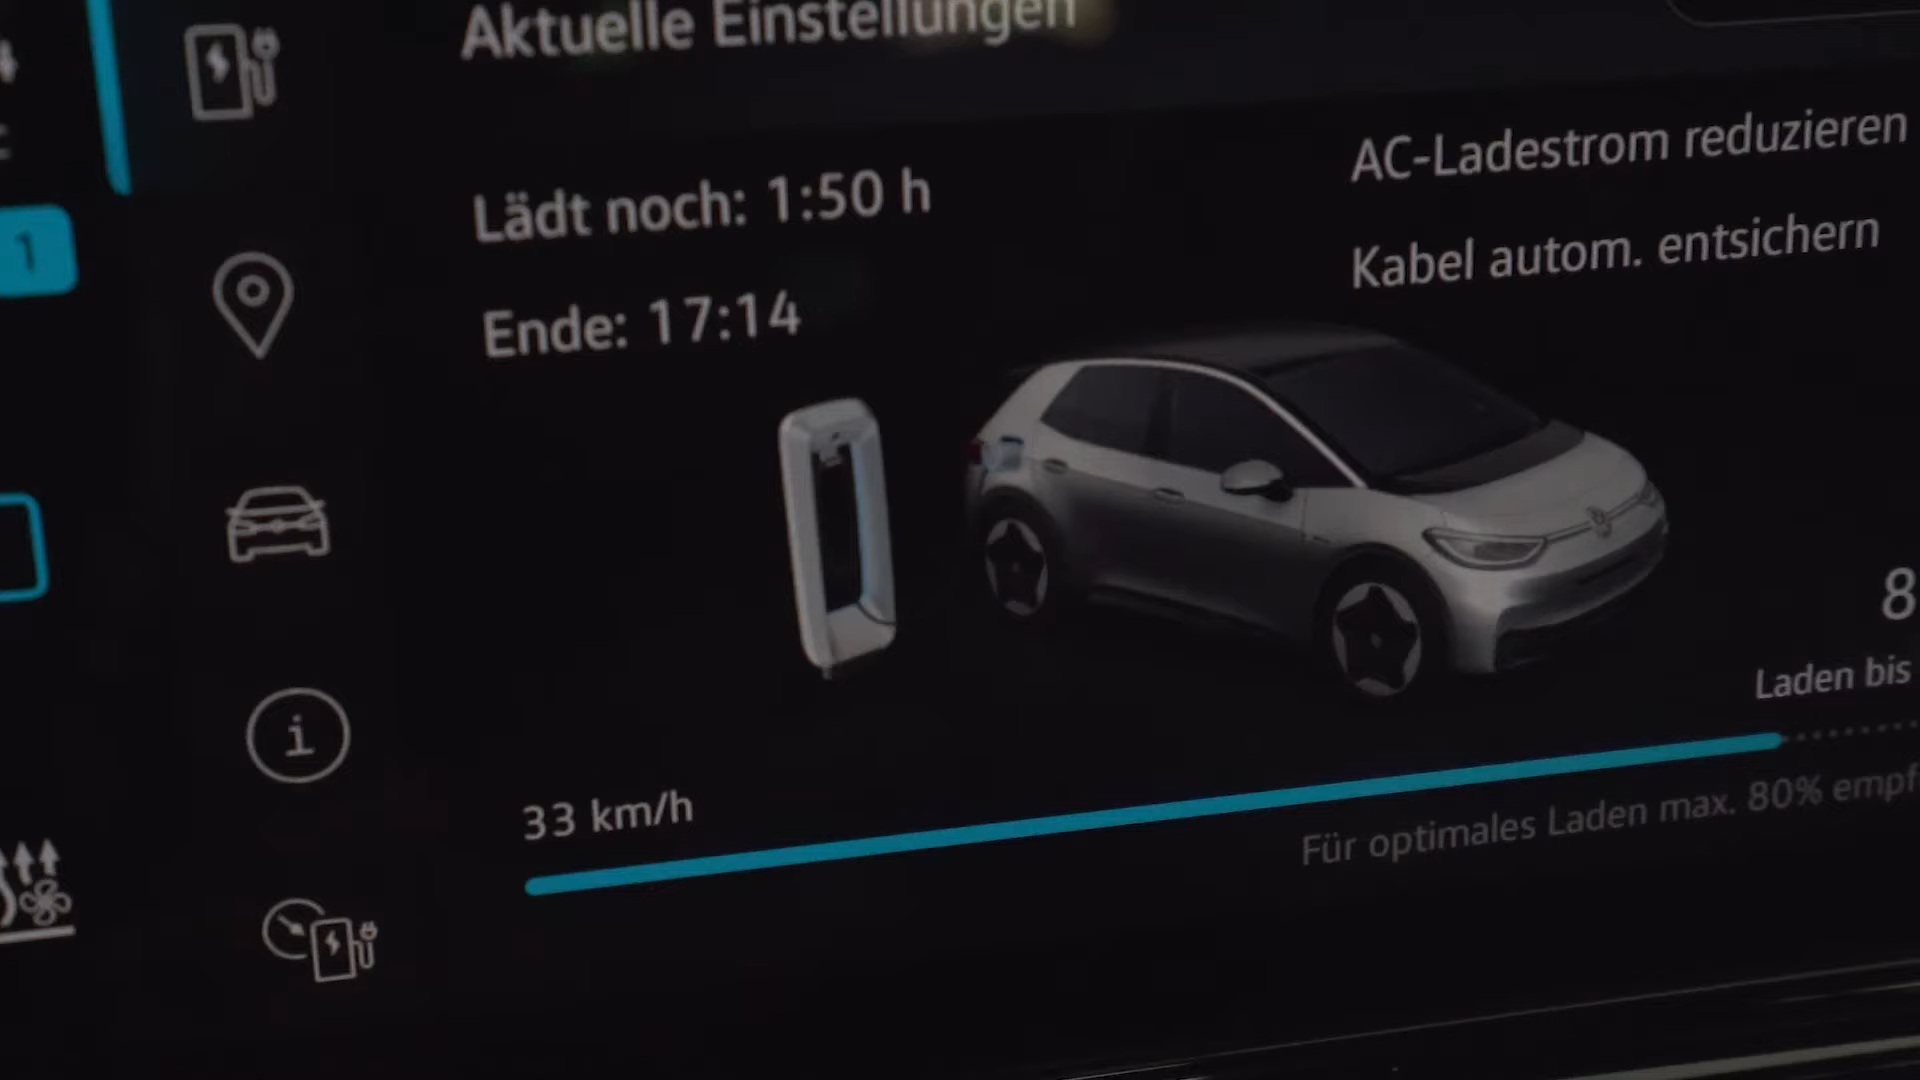 Aktuelle Einstellungen
AC-Ladestrom reduzieren
Lädt noch: 1:50 h
Kabel autom. entsichern
Ende: 17:14
1
8
Laden bis
33 km/h
Für optimales Laden max. 80%